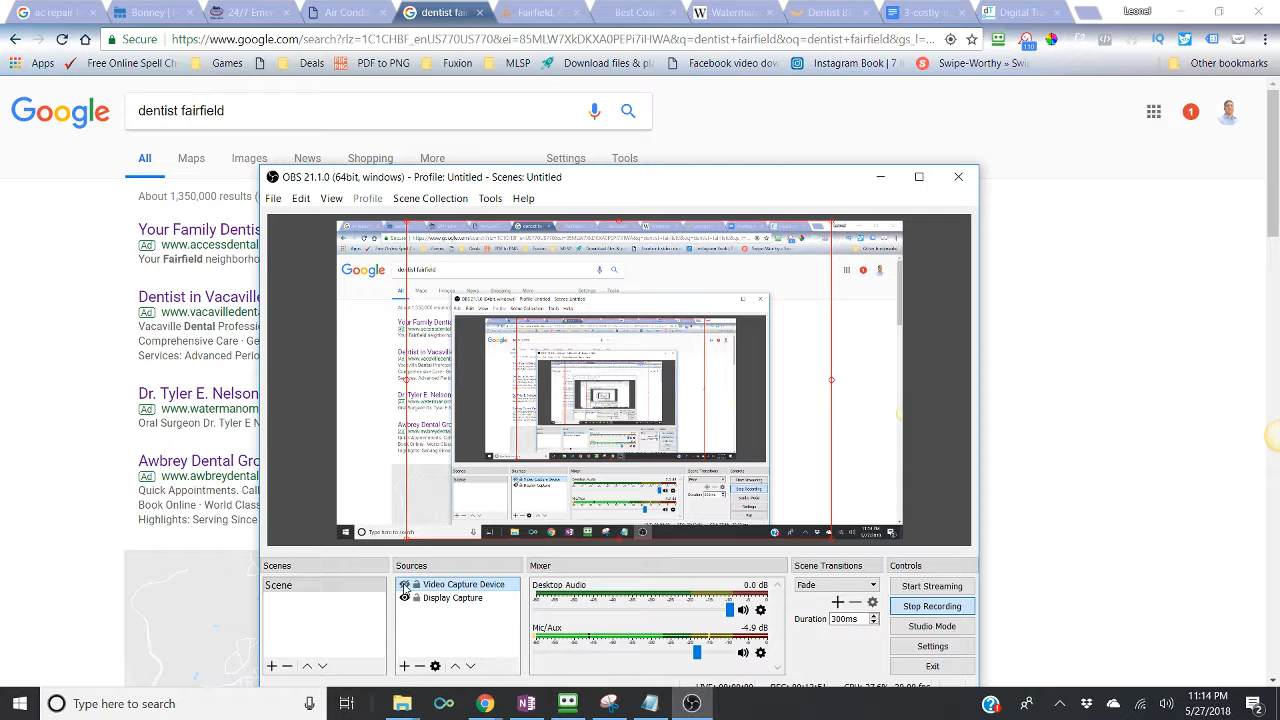 ac repair f
Bonney |
24/7 Emer
Air Conditi
dentist fair
Fairfield, C
Best Cosm
Waterman
Dentist Ba
3-costly m
Digital Tra
Leonel
Secure
https://www.google.com/search?rlz=1C1CHBF_enUS770US770&ei=85MLW7XkDKXA0PEPi7iHWA&q=dentist+fairfield&oq=dentist+fairfield&gs_l=...
Apps
Free Online Spell Ch
Games
Deals
PDF to PNG
Fusion
MLSP
Download files & pl
Facebook video dow
Instagram Book | 7 I
Swipe-Worthy » Swi
Other bookmarks
Google
dentist fairfield
1
All
Maps
Images
News
Shopping
More
Settings
Tools
About 1,350,000 results (
Your Family Dentis
Ad www.accessdental
Your Fairfield neighborho
Dentist in Vacaville
Ad www.vacavilledent
Vacaville Dental Professi
Comprehensive Care · Ge
Services: Advanced Perio
Dr. Tyler E. Nelson
Ad www.watermanom
Oral Surgeon Dr. Tyler E N
Awbrey Dental Gro
Ad www.awbreydental
Quick Appointments. Call
Book Online · World Class
Highlights: Serving Since
OBS 21.1.0 (64bit, windows) - Profile: Untitled - Scenes: Untitled
File Edit View Profile Scene Collection Tools Help
Scenes
Scene
Sources
Video Capture Device
Display Capture
Mixer
Desktop Audio
0.0 dB
Mic/Aux
-4.9 dB
Scene Transitions
Fade
Duration 300ms
Controls
Start Streaming
Stop Recording
Studio Mode
Settings
Exit
Type here to search
11:14 PM
5/27/2018